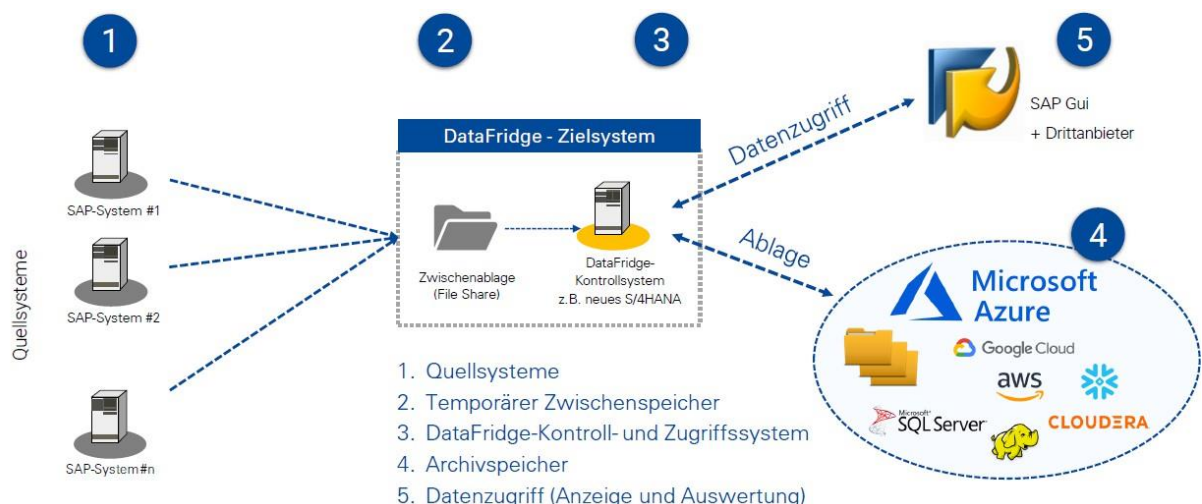 1
2
3
5
Quellsysteme
SAP-System #1
SAP-System #2
SAP-System #n
DataFridge - Zielsystem
Zwischenablage
(File Share)
DataFridge-
Kontrollsystem
z.B. neues S/4HANA
Datenzugriff
SAP Gui
+ Drittanbieter
Ablage
4
Microsoft
Azure
Google Cloud
aws
Microsoft
SQL Server
CLOUDERA
1. Quellsysteme
2. Temporärer Zwischenspeicher
3. DataFridge-Kontroll- und Zugriffssystem
4. Archivspeicher
5. Datenzugriff (Anzeige und Auswertung)